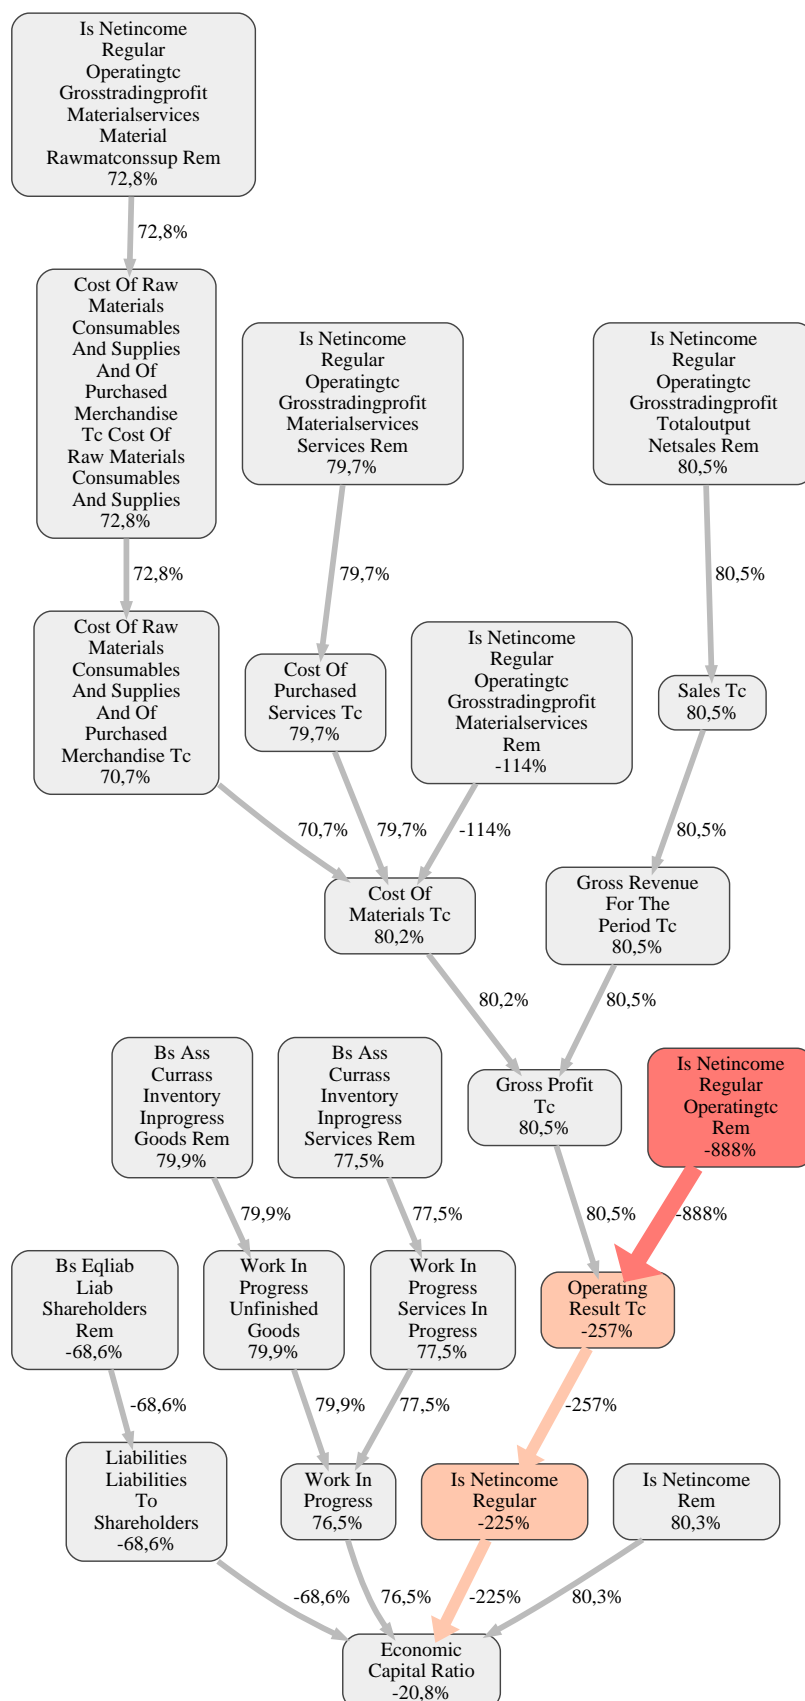 Is Netincome
Regular
Operatingtc
Grosstradingprofit
Materialservices
Material
Rawmatconssup Rem
72,8%
72,8%
Cost Of Raw
Materials
Consumables
And Supplies
And Of
Purchased
Merchandise
Tc Cost Of
Raw Materials
Consumables
And Supplies
72,8%
Is Netincome
Regular
Operatingtc
Grosstradingprofit
Materialservices
Services Rem
79,7%
Is Netincome
Regular
Operatingtc
Grosstradingprofit
Totaloutput
Netsales Rem
80,5%
72,8%
79,7%
80,5%
Cost Of Raw
Materials
Consumables
And Supplies
And Of
Purchased
Merchandise Tc
70,7%
Cost Of
Purchased
Services Tc
79,7%
Is Netincome
Regular
Operatingtc
Grosstradingprofit
Materialservices
Rem
-114%
Sales Tc
80,5%
70,7%
79,7%
-114%
80,5%
Cost Of
Materials Tc
80,2%
Gross Revenue
For The
Period Tc
80,5%
80,2%
80,5%
Bs Ass
Currass
Inventory
Inprogress
Goods Rem
79,9%
Bs Ass
Currass
Inventory
Inprogress
Services Rem
77,5%
Gross Profit
Tc
80,5%
Is Netincome
Regular
Operatingtc
Rem
-888%
79,9%
77,5%
80,5%
-888%
Bs Eqliab
Liab
Shareholders
Rem
-68,6%
Work In
Progress
Unfinished
Goods
79,9%
Work In
Progress
Services In
Progress
77,5%
Operating
Result Tc
-257%
-68,6%
79,9%
77,5%
-257%
Liabilities
Liabilities
To
Shareholders
-68,6%
Work In
Progress
76,5%
Is Netincome
Regular
-225%
Is Netincome
Rem
80,3%
-68,6%
76,5%
-225%
80,3%
Economic
Capital Ratio
-20,8%